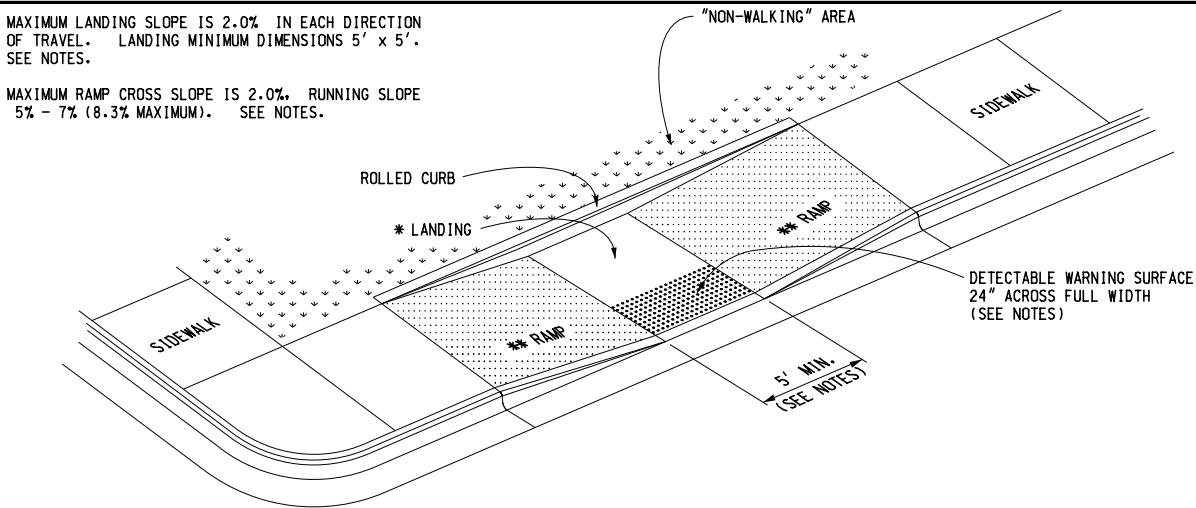 MAXIMUM LANDING SLOPE IS 2.0% IN EACH DIRECTION
OF TRAVEL. LANDING MINIMUM DIMENSIONS 5' x 5'.
SEE NOTES.
MAXIMUM RAMP CROSS SLOPE IS 2.0%, RUNNING SLOPE
5% - 7% (8.3% MAXIMUM). SEE NOTES.
"NON-WALKING" AREA
SIDEWALK
ROLLED CURB
* LANDING
** RAMP
DETECTABLE WARNING SURFACE
24" ACROSS FULL WIDTH
(SEE NOTES)
SIDEWALK
** RAMP
5' MIN.
(SEE NOTES)